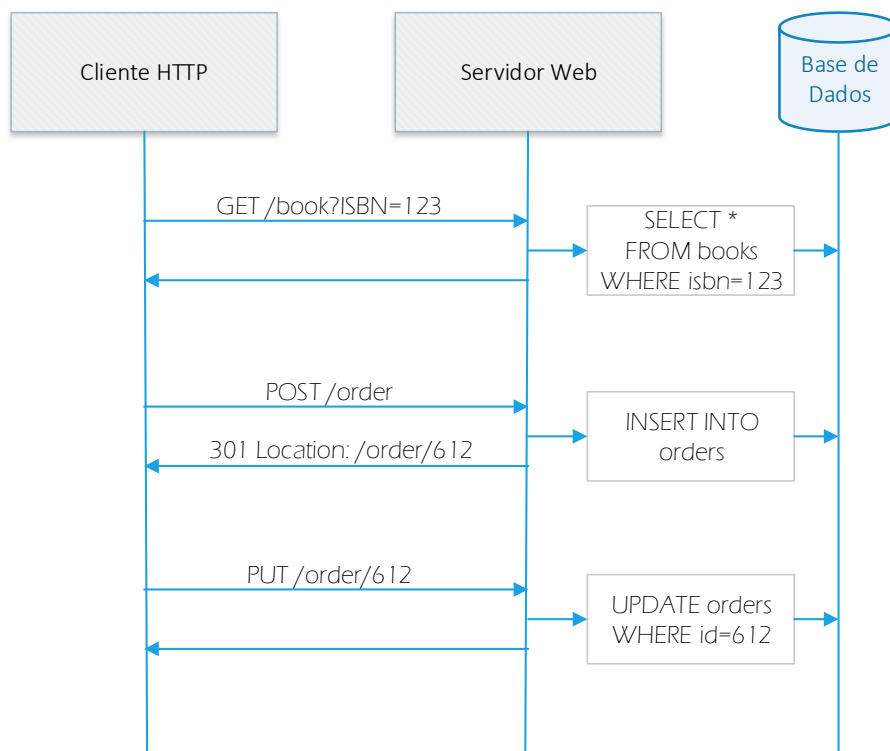 Cliente HTTP
Servidor Web
Base de
Dados
GET /book?ISBN=123
SELECT *
FROM books
WHERE isbn=123
POST /order
301 Location: /order/612
INSERT INTO
orders
PUT /order/612
UPDATE orders
WHERE id=612